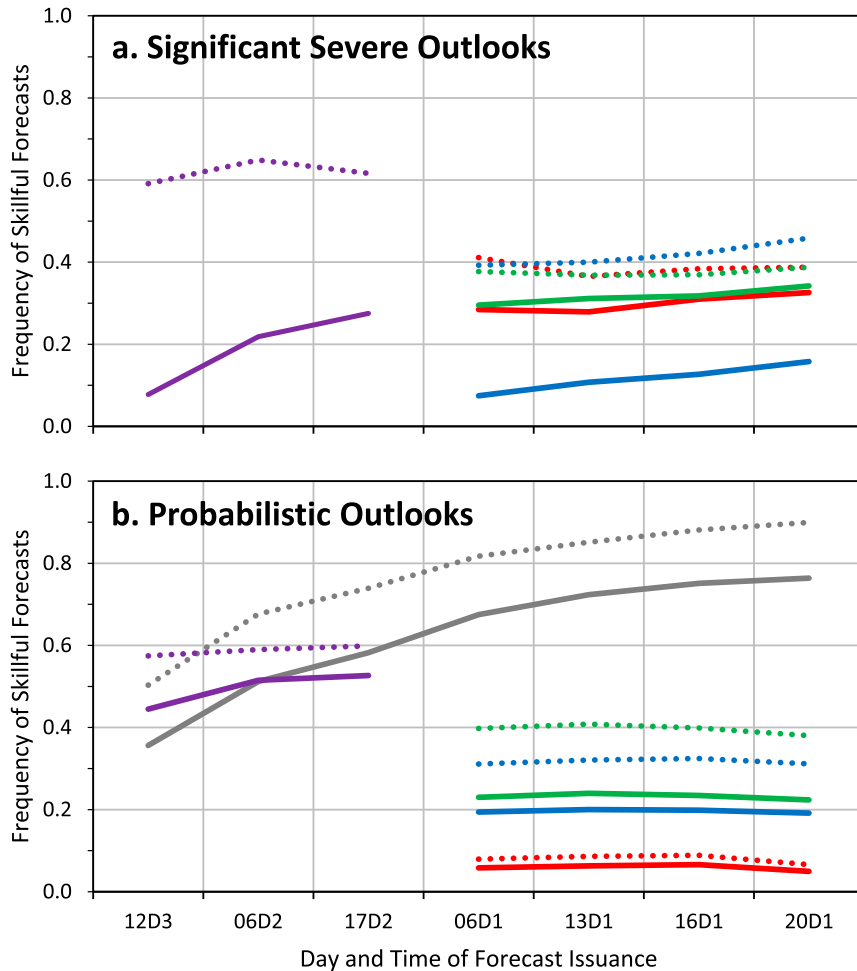 a. Significant Severe Outlooks
Frequency of Skillful Forecasts
1.0
0.8
0.6
0.4
0.2
0.0
b. Probabilistic Outlooks
Frequency of Skillful Forecasts
1.0
0.8
0.6
0.4
0.2
0.0
12D3 06D2 17D2 06D1 13D1 16D1 20D1
Day and Time of Forecast Issuance